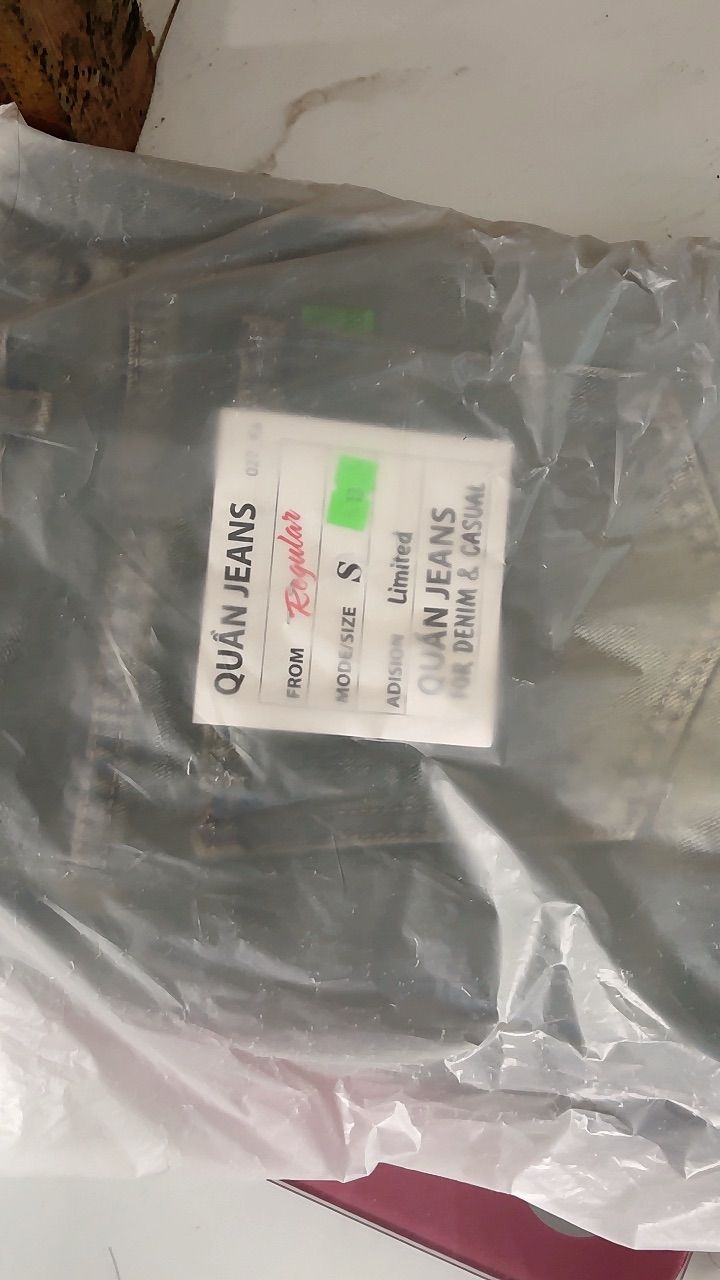 QUẦN JEANS
FROM Regular
MODE/SIZE S
ADISION Limited
QUẦN JEANS
FOR DENIM & CASUAL